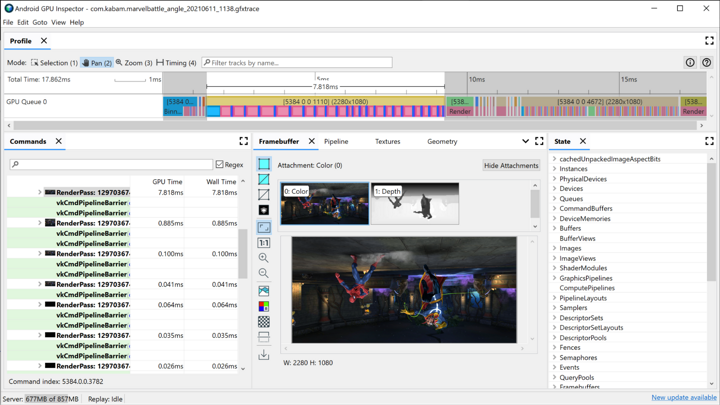 Android GPU Inspector - com.kabam.marvelbattle_angle_20210611_1138.gfxtrace
File Edit Goto View Help
Profile
Mode: Selection (1) Pan (2) Zoom (3) Timing (4) Filter tracks by name...
Total Time: 17.862ms 1ms 5ms 10ms 15ms
7.818ms
GPU Queue 0 [5384 0... [5384 0 0 1110] (2280x1080) [538... [5384 0 0 4672] (2280x1080) [5384 0...
Binn... Render Render
Commands Framebuffer Pipeline Textures Geometry State
Regex
GPU Time Wall Time
RenderPass: 12970367 7.818ms 7.818ms
vkCmdPipelineBarrier
vkCmdPipelineBarrier
RenderPass: 12970367 0.885ms 0.885ms
vkCmdPipelineBarrier
vkCmdPipelineBarrier
RenderPass: 12970367 0.100ms 0.100ms
vkCmdPipelineBarrier
RenderPass: 12970367 0.041ms 0.041ms
vkCmdPipelineBarrier
RenderPass: 12970367 0.064ms 0.064ms
vkCmdPipelineBarrier
vkCmdPipelineBarrier
RenderPass: 12970367 0.035ms 0.035ms
vkCmdPipelineBarrier
vkCmdPipelineBarrier
RenderPass: 12970367 0.026ms 0.026ms
Command index: 5384.0.0.3782
Attachment: Color (0) Hide Attachments
0: Color 1: Depth
1:1
W: 2280 H: 1080
cachedUnpackedImageAspectBits
Instances
PhysicalDevices
Devices
Queues
CommandBuffers
DeviceMemories
Buffers
BufferViews
Images
ImageViews
ShaderModules
GraphicsPipelines
ComputePipelines
PipelineLayouts
Samplers
DescriptorSets
DescriptorSetLayouts
DescriptorPools
Fences
Semaphores
Events
QueryPools
Framebuffers
Server: 677MB of 857MB Replay: Idle New update available